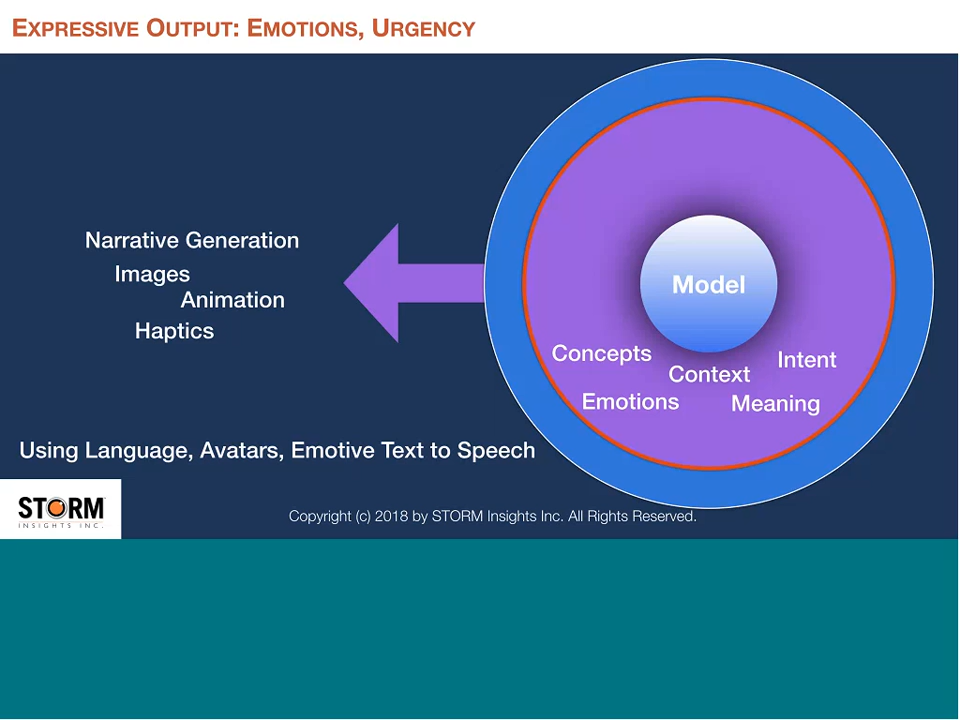 EXPRESSIVE OUTPUT: EMOTIONS, URGENCY
Narrative Generation
Images
Animation
Haptics
Model
Concepts
Context
Intent
Emotions
Meaning
Using Language, Avatars, Emotive Text to Speech
STORM
INSIGHTS INC.
Copyright (c) 2018 by STORM Insights Inc. All Rights Reserved.